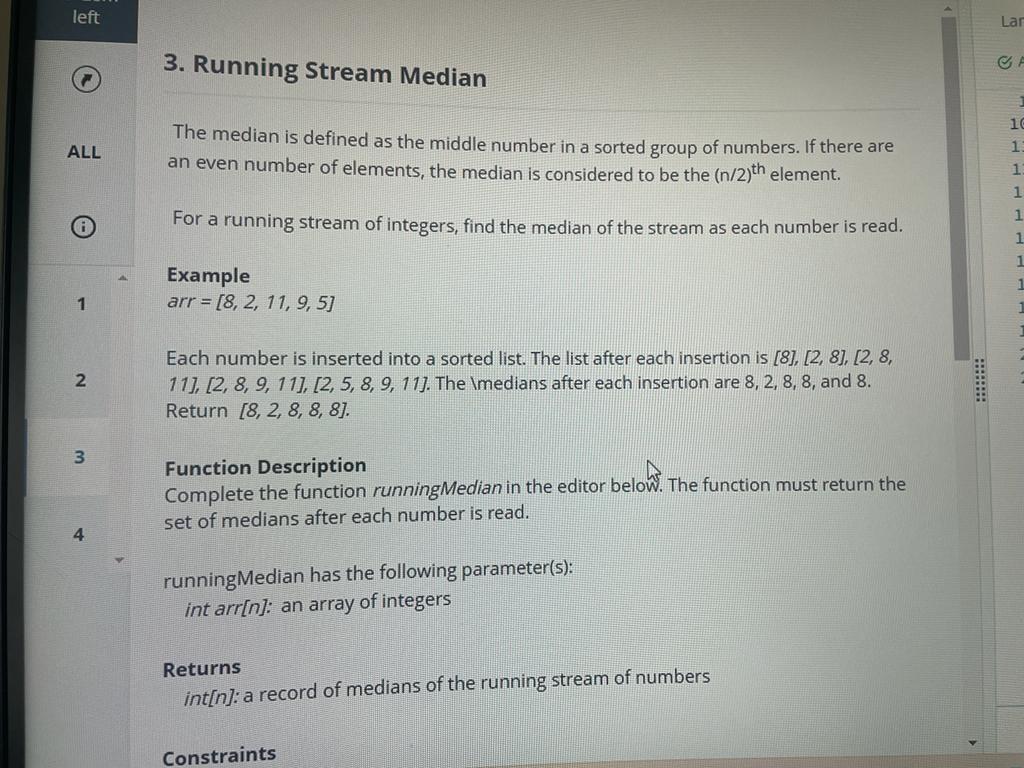 left
ALL
1
2
3
4
3. Running Stream Median
The median is defined as the middle number in a sorted group of numbers. If there are
an even number of elements, the median is considered to be the (n/2)th element.
For a running stream of integers, find the median of the stream as each number is read.
Example
arr = [8, 2, 11, 9, 5]
Each number is inserted into a sorted list. The list after each insertion is [8], [2, 8], [2, 8,
11], [2, 8, 9, 11], [2, 5, 8, 9, 11]. The \medians after each insertion are 8, 2, 8, 8, and 8.
Return [8, 2, 8, 8, 8].
Function Description
Complete the function runningMedian in the editor below. The function must return the
set of medians after each number is read.
runningMedian has the following parameter(s):
int arr[n]: an array of integers
Returns
int[n]: a record of medians of the running stream of numbers
Constraints